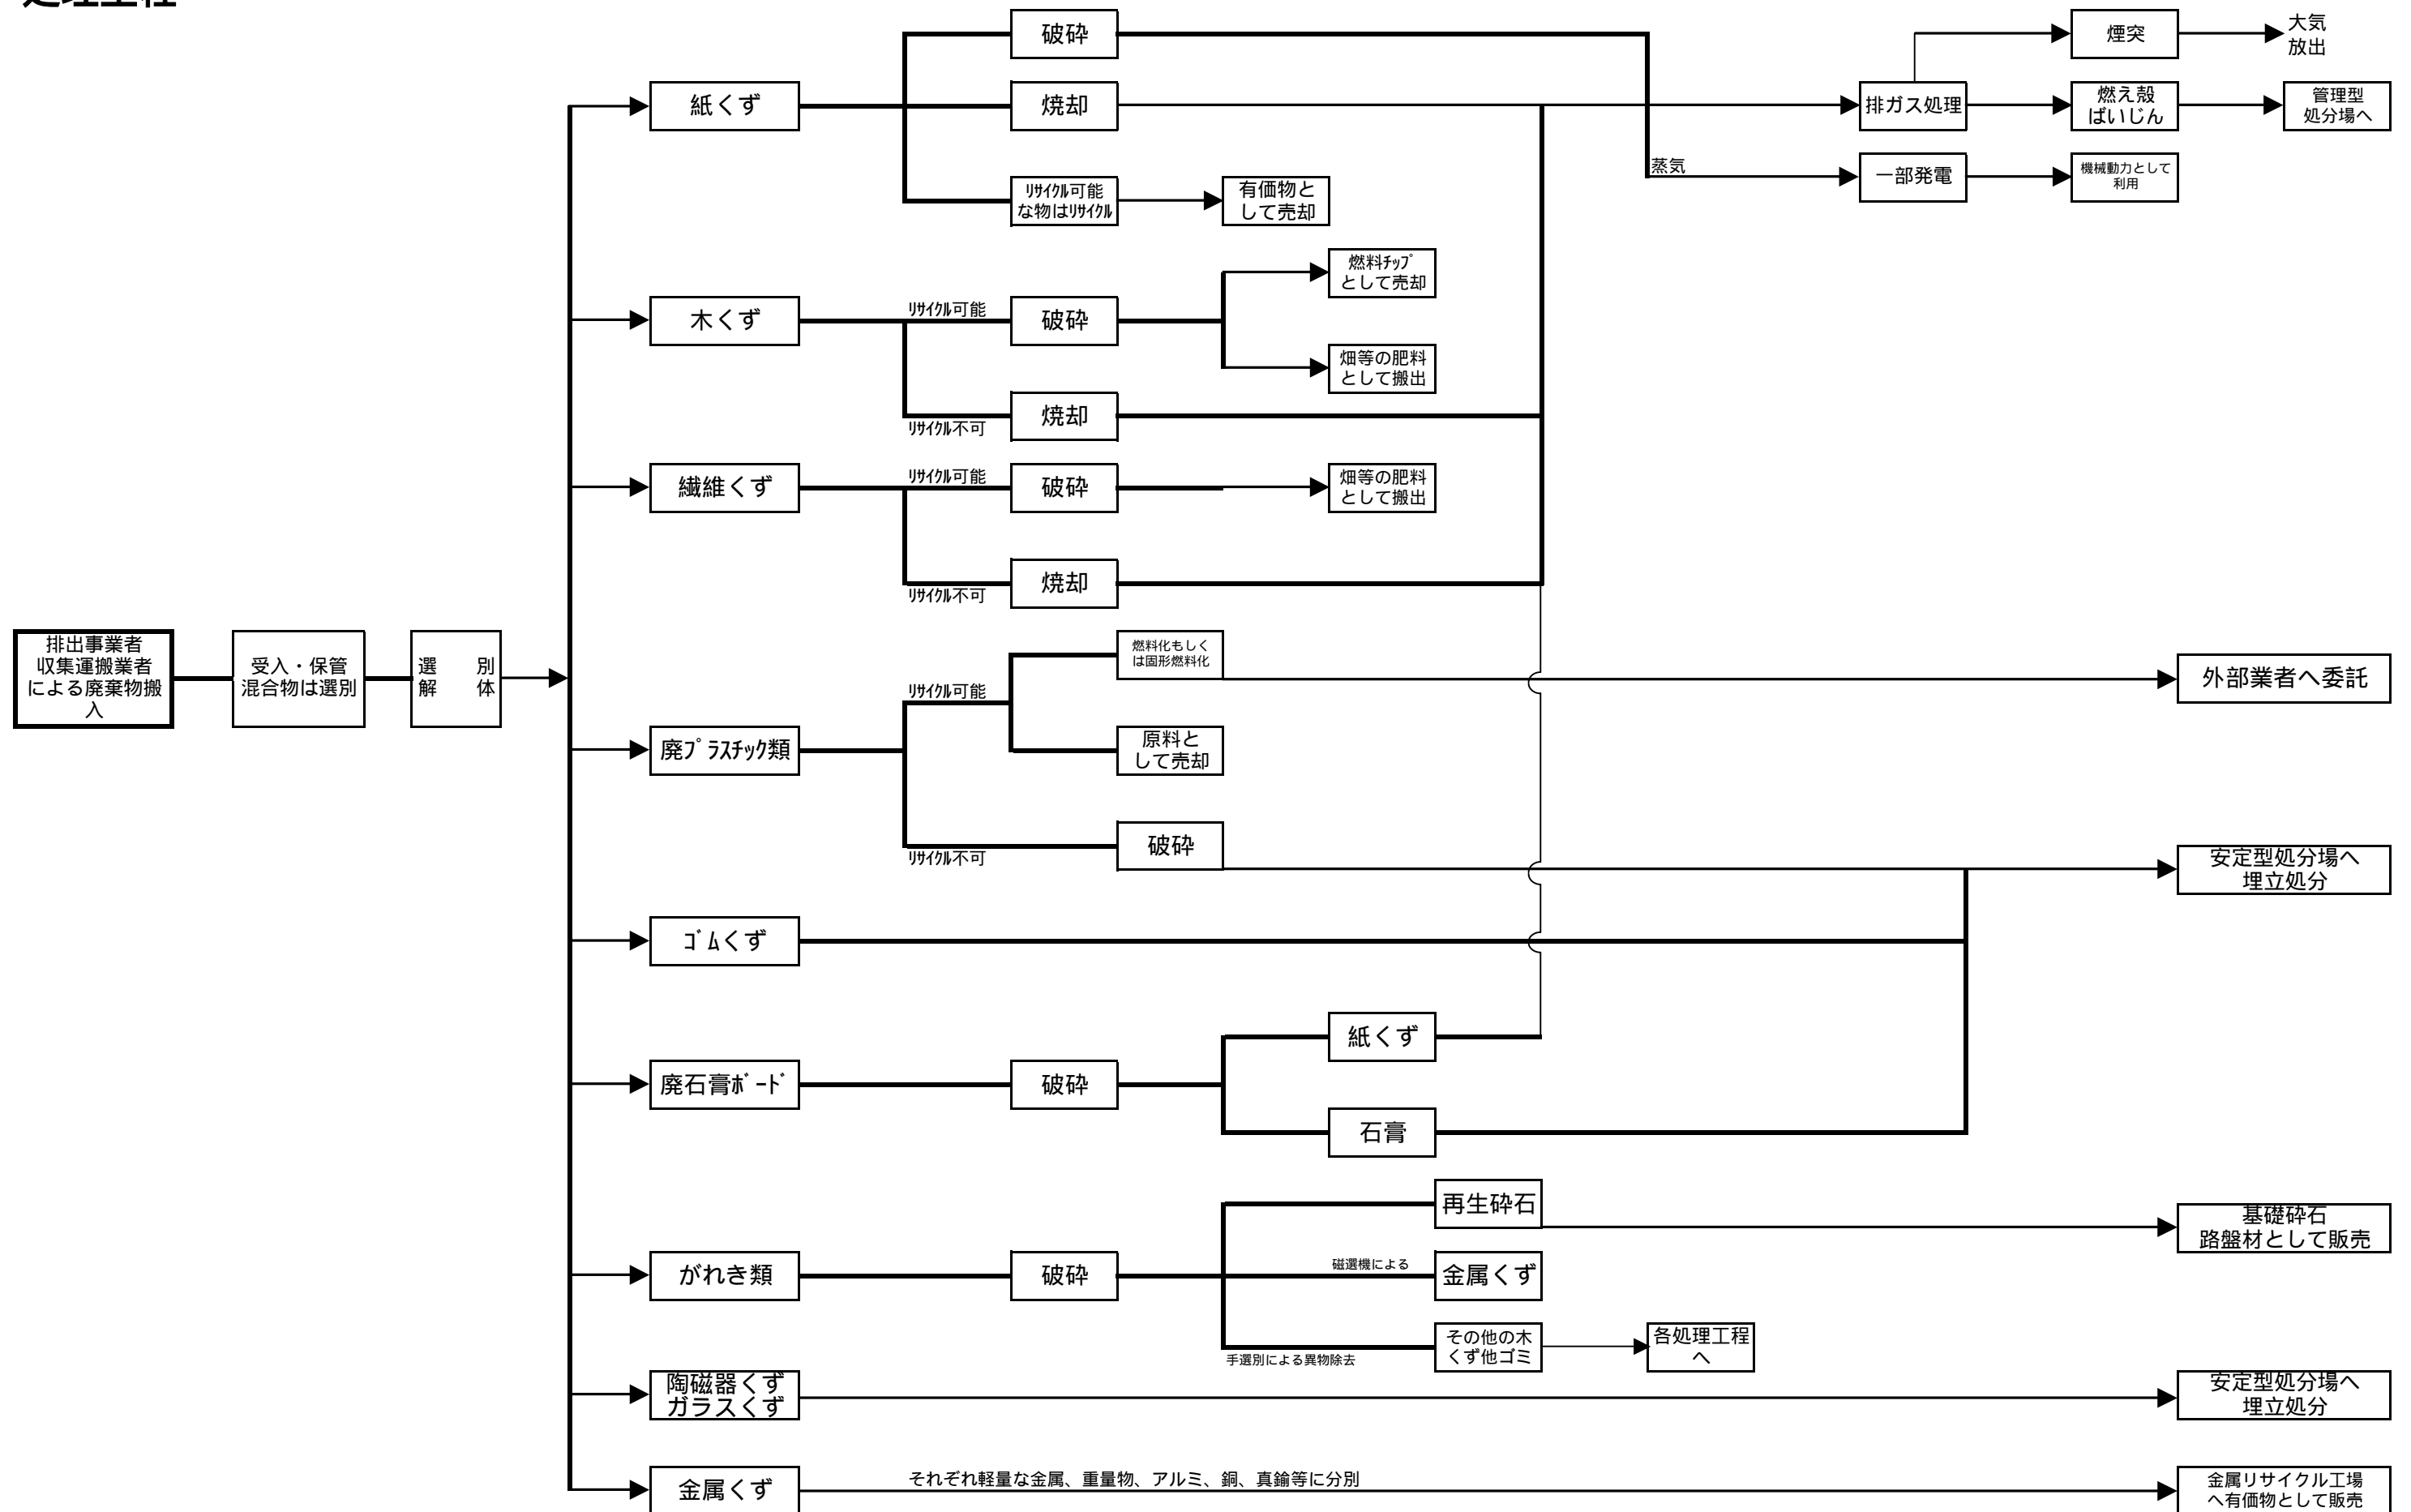 処理工程
破砕
煙突
大気
放出
紙くず
焼却
排ガス処理
燃え殻
ばいじん
管理型
処分場へ
蒸気
一部発電
機械動力として
利用
ﾘｻｲｸﾙ可能
な物はﾘｻｲｸﾙ
有価物と
して売却
燃料ﾁｯﾌﾟ
として売却
木くず
ﾘｻｲｸﾙ可能
破砕
畑等の肥料
として搬出
焼却
ﾘｻｲｸﾙ不可
繊維くず
ﾘｻｲｸﾙ可能
破砕
畑等の肥料
として搬出
焼却
ﾘｻｲｸﾙ不可
排出事業者
収集運搬業者
による廃棄物搬
入
受入・保管
混合物は選別
選　別
解　体
燃料化もしく
は固形燃料化
外部業者へ委託
ﾘｻｲｸﾙ可能
廃ﾌﾟﾗｽﾁｯｸ類
原料と
して売却
破砕
ﾘｻｲｸﾙ不可
安定型処分場へ
埋立処分
ｺﾞﾑくず
紙くず
廃石膏ﾎﾞｰﾄﾞ
破砕
石膏
再生砕石
基礎砕石
路盤材として販売
がれき類
破砕
磁選機による
金属くず
その他の木
くず他ゴミ
各処理工程
へ
手選別による異物除去
陶磁器くず
ガラスくず
安定型処分場へ
埋立処分
金属くず
それぞれ軽量な金属、重量物、アルミ、銅、真鍮等に分別
金属リサイクル工場
へ有価物として販売